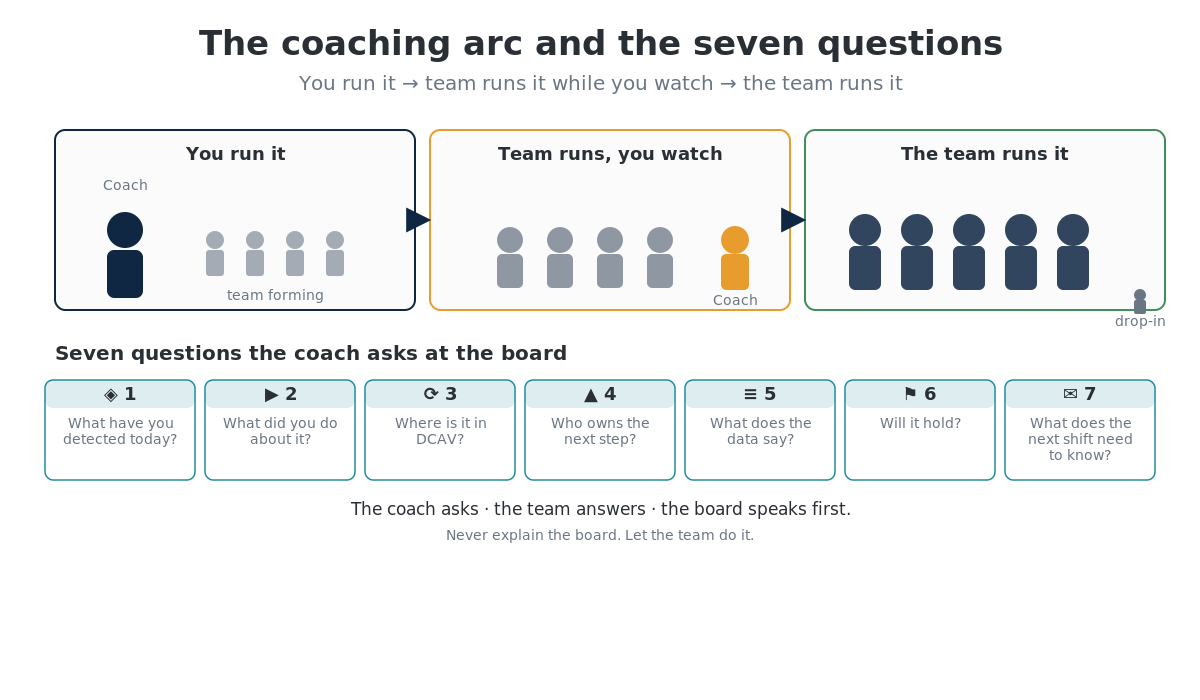 The coaching arc and the seven questions
You run it → team runs it while you watch → the team runs it
You run it
Coach
team forming
Team runs, you watch
Coach
The team runs it
drop-in
Seven questions the coach asks at the board
◈ 1
What have you
detected today?
▶ 2
What did you do
about it?
⟳ 3
Where is it in
DCAV?
▲ 4
Who owns the
next step?
≡ 5
What does the
data say?
⚑ 6
Will it hold?
✉ 7
What does the
next shift need
to know?
The coach asks · the team answers · the board speaks first.
Never explain the board. Let the team do it.